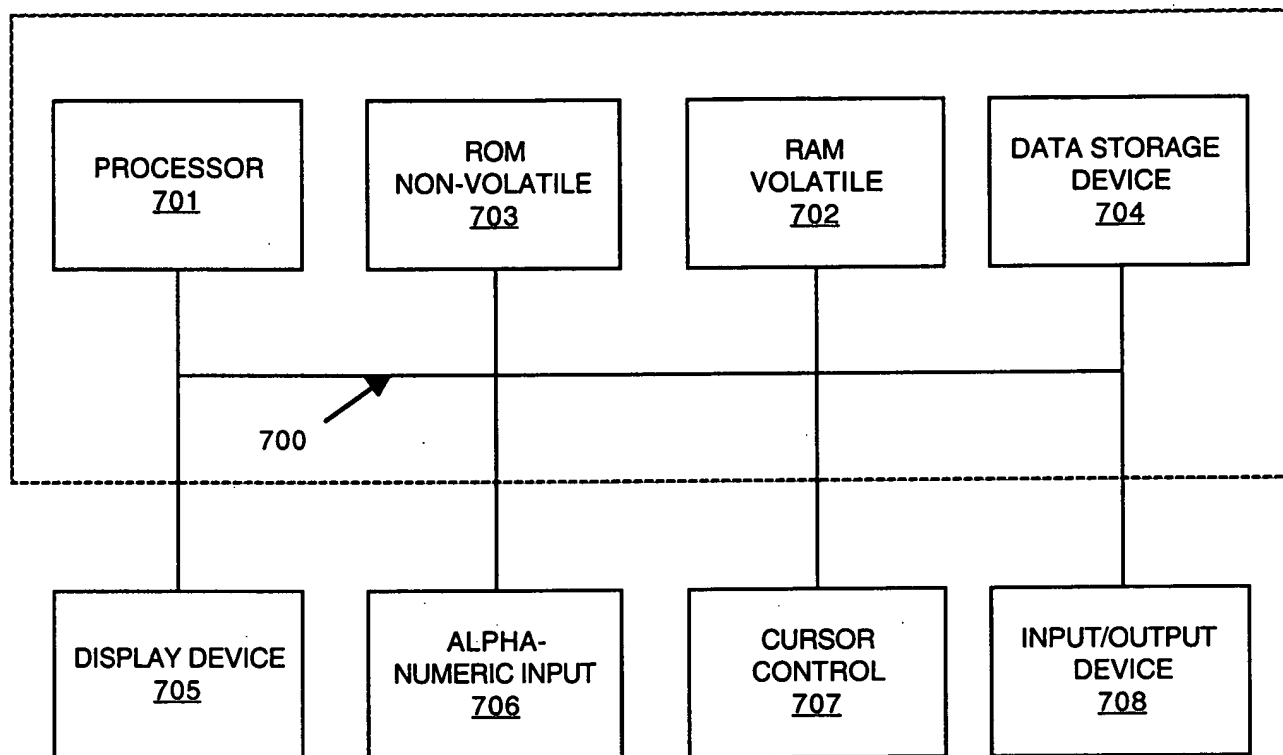 PROCESSOR
701
ROM
NON-VOLATILE
703
RAM
VOLATILE
702
DATA STORAGE
DEVICE
704
700
DISPLAY DEVICE
705
ALPHA-
NUMERIC INPUT
706
CURSOR
CONTROL
707
INPUT/OUTPUT
DEVICE
708